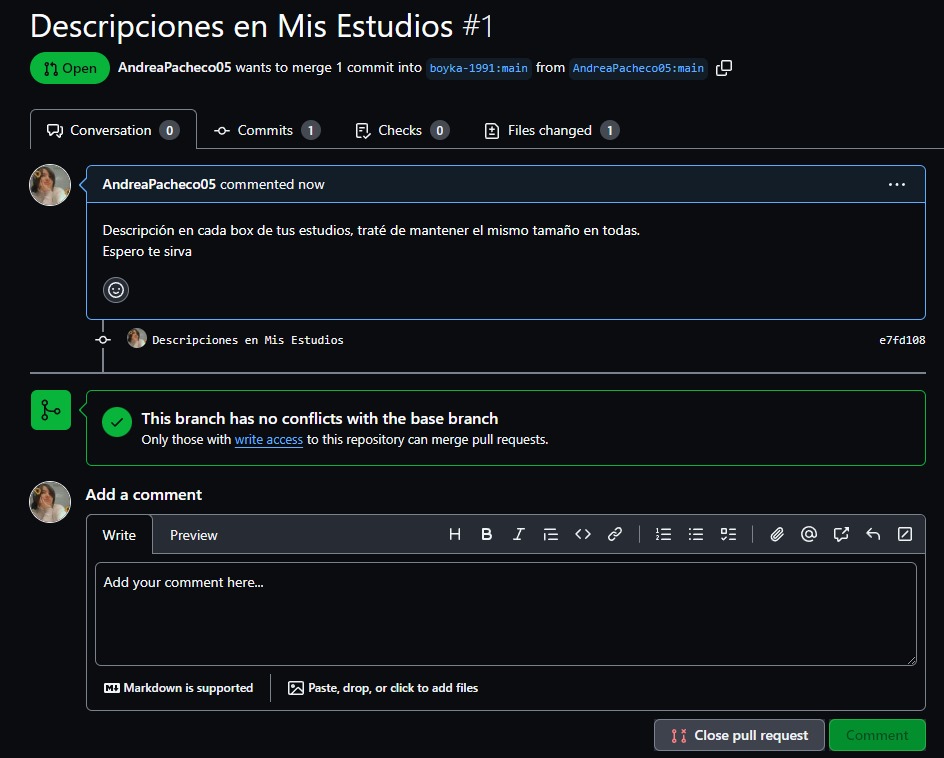 Descripciones en Mis Estudios #1
Open AndreaPacheco05 wants to merge 1 commit into boyka-1991:main from AndreaPacheco05:main
Conversation 0 Commits 1 Checks 0 Files changed 1
AndreaPacheco05 commented now
Descripción en cada box de tus estudios, traté de mantener el mismo tamaño en todas.
Espero te sirva
Descripciones en Mis Estudios e7fd108
This branch has no conflicts with the base branch
Only those with write access to this repository can merge pull requests.
Add a comment
Write Preview
Add your comment here...
Markdown is supported Paste, drop, or click to add files
Close pull request Comment